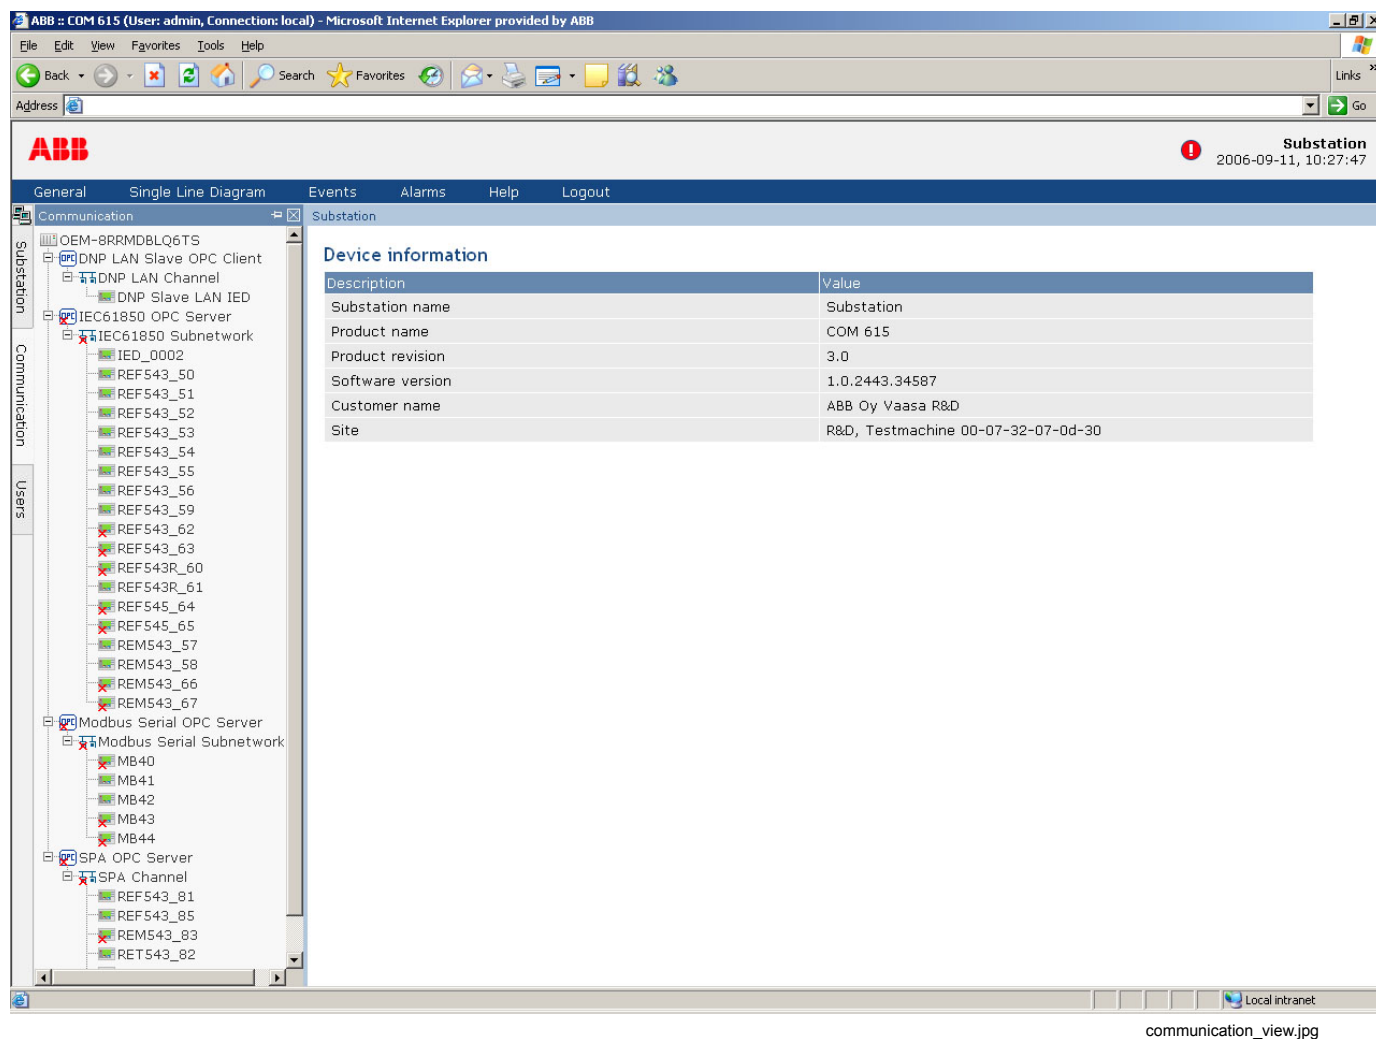 ABB :: COM 615 (User: admin, Connection: local) - Microsoft Internet Explorer provided by ABB
File Edit View Favorites Tools Help
Back Search Favorites Links »
Address Go
ABB
Substation
2006-09-11, 10:27:47
General Single Line Diagram Events Alarms Help Logout
Communication
Substation
Substation
Communication
Users
OEM-8RRMDBLQ6TS
OPC DNP LAN Slave OPC Client
DNP LAN Channel
DNP Slave LAN IED
OPC IEC61850 OPC Server
IEC61850 Subnetwork
IED_0002
REF543_50
REF543_51
REF543_52
REF543_53
REF543_54
REF543_55
REF543_56
REF543_59
REF543_62
REF543_63
REF543R_60
REF543R_61
REF545_64
REF545_65
REM543_57
REM543_58
REM543_66
REM543_67
OPC Modbus Serial OPC Server
Modbus Serial Subnetwork
MB40
MB41
MB42
MB43
MB44
OPC SPA OPC Server
SPA Channel
REF543_81
REF543_85
REM543_83
RET543_82
Device information
Description Value
Substation name Substation
Product name COM 615
Product revision 3.0
Software version 1.0.2443.34587
Customer name ABB Oy Vaasa R&D
Site R&D, Testmachine 00-07-32-07-0d-30
Local intranet
communication_view.jpg